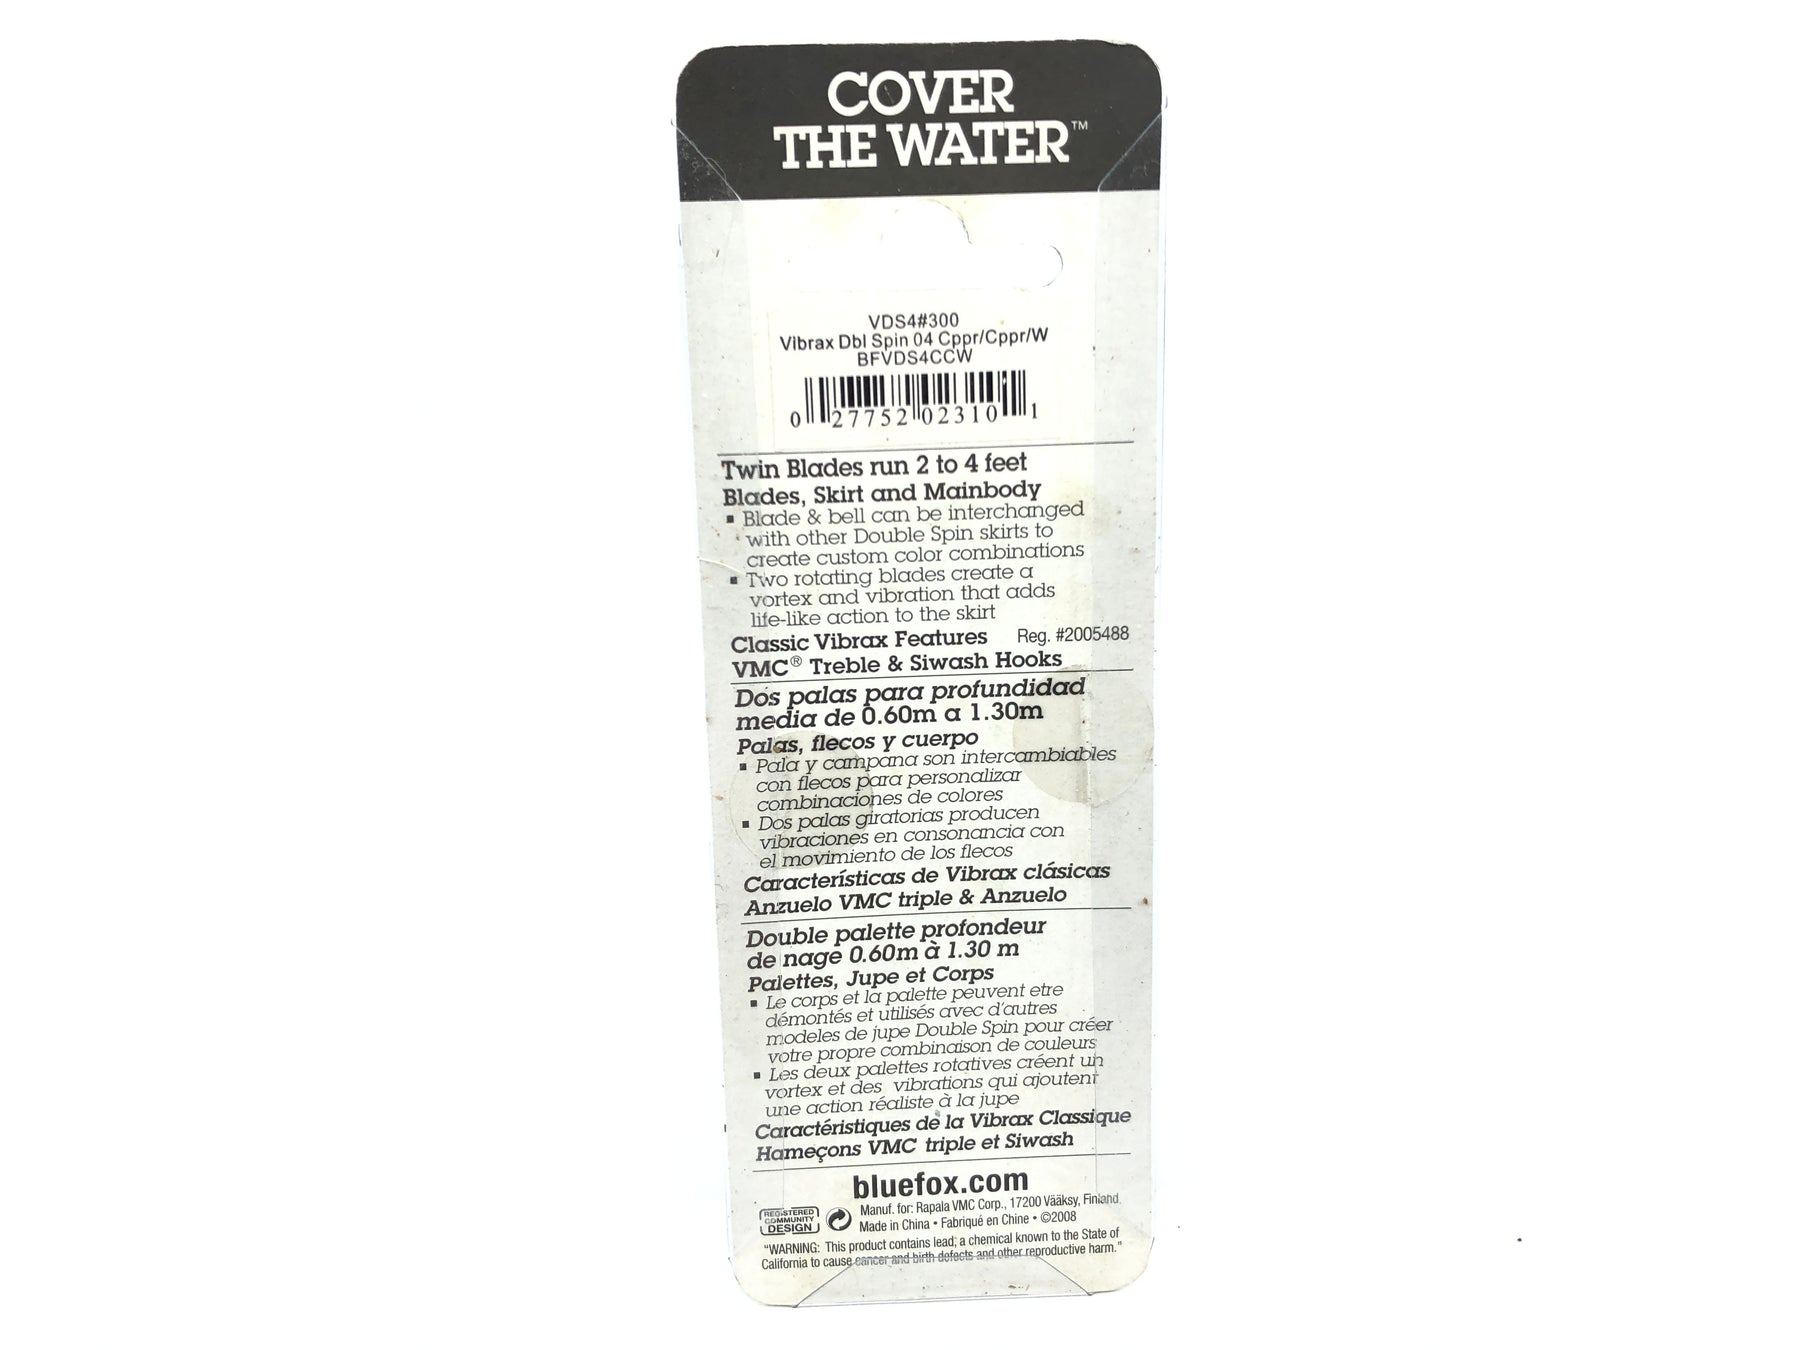 COVER
THE WATER™
VDS4#300
Vibrax Dbl Spin 04 Cppr/Cppr/W
BFVDS4CCW
0 27752 02310 1
Twin Blades run 2 to 4 feet
Blades, Skirt and Mainbody
▪ Blade & bell can be interchanged
with other Double Spin skirts to
create custom color combinations
▪ Two rotating blades create a
vortex and vibration that adds
life-like action to the skirt
Classic Vibrax Features Reg. #2005488
VMC® Treble & Siwash Hooks
Dos palas para profundidad
media de 0.60m a 1.30m
Palas, flecos y cuerpo
▪ Pala y campana son intercambiables
con flecos para personalizar
combinaciones de colores
▪ Dos palas giratorias producen
vibraciones en consonancia con
el movimiento de los flecos
Características de Vibrax clásicas
Anzuelo VMC triple & Anzuelo
Double palette profondeur
de nage 0.60m à 1.30 m
Palettes, Jupe et Corps
▪ Le corps et la palette peuvent etre
démontés et utilisés avec d'autres
modeles de jupe Double Spin pour créer
votre propre combinaison de couleurs
▪ Les deux palettes rotatives créent un
vortex et des vibrations qui ajoutent
une action réaliste à la jupe
Caractéristiques de la Vibrax Classique
Hameçons VMC triple et Siwash
bluefox.com
REGISTERED
COMMUNITY
DESIGN
Manuf. for: Rapala VMC Corp., 17200 Vääksy, Finland.
Made in China • Fabriqué en Chine • ©2008
"WARNING: This product contains lead; a chemical known to the State of
California to cause cancer and birth defects and other reproductive harm."